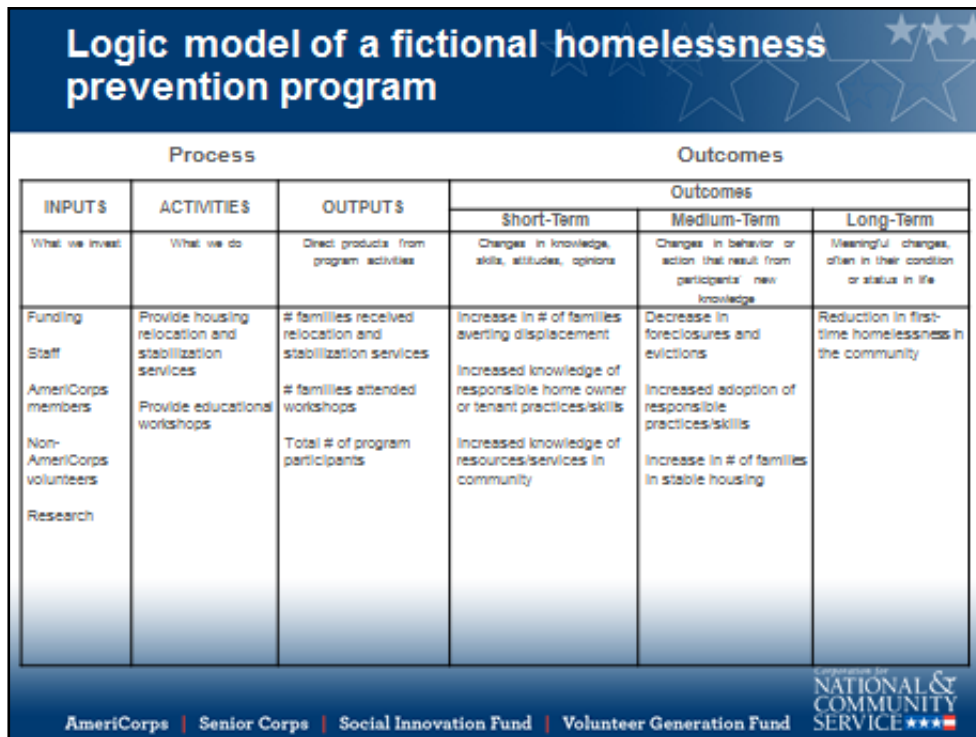 Logic model of a fictional homelessness
prevention program
Process
Outcomes
INPUTS
ACTIVITIES
OUTPUTS
Outcomes
Short-Term
Medium-Term
Long-Term
What we invest
What we do
Direct products from
program activities
Changes in knowledge,
skills, attitudes, opinions
Changes in behavior or
action that result from
participants' new
knowledge
Meaningful changes,
often in their condition
or status in life
Funding
Staff
AmeriCorps
members
Non-
AmeriCorps
volunteers
Research
Provide housing
relocation and
stabilization
services
Provide educational
workshops
# families received
relocation and
stabilization services
# families attended
workshops
Total # of program
participants
Increase in # of families
averting displacement
Increased knowledge of
responsible home owner
or tenant practices/skills
Increased knowledge of
resources/services in
community
Decrease in
foreclosures and
evictions
Increased adoption of
responsible
practices/skills
Increase in # of families
in stable housing
Reduction in first-
time homelessness in
the community
AmeriCorps | Senior Corps | Social Innovation Fund | Volunteer Generation Fund
Corporation for
NATIONAL &
COMMUNITY
SERVICE